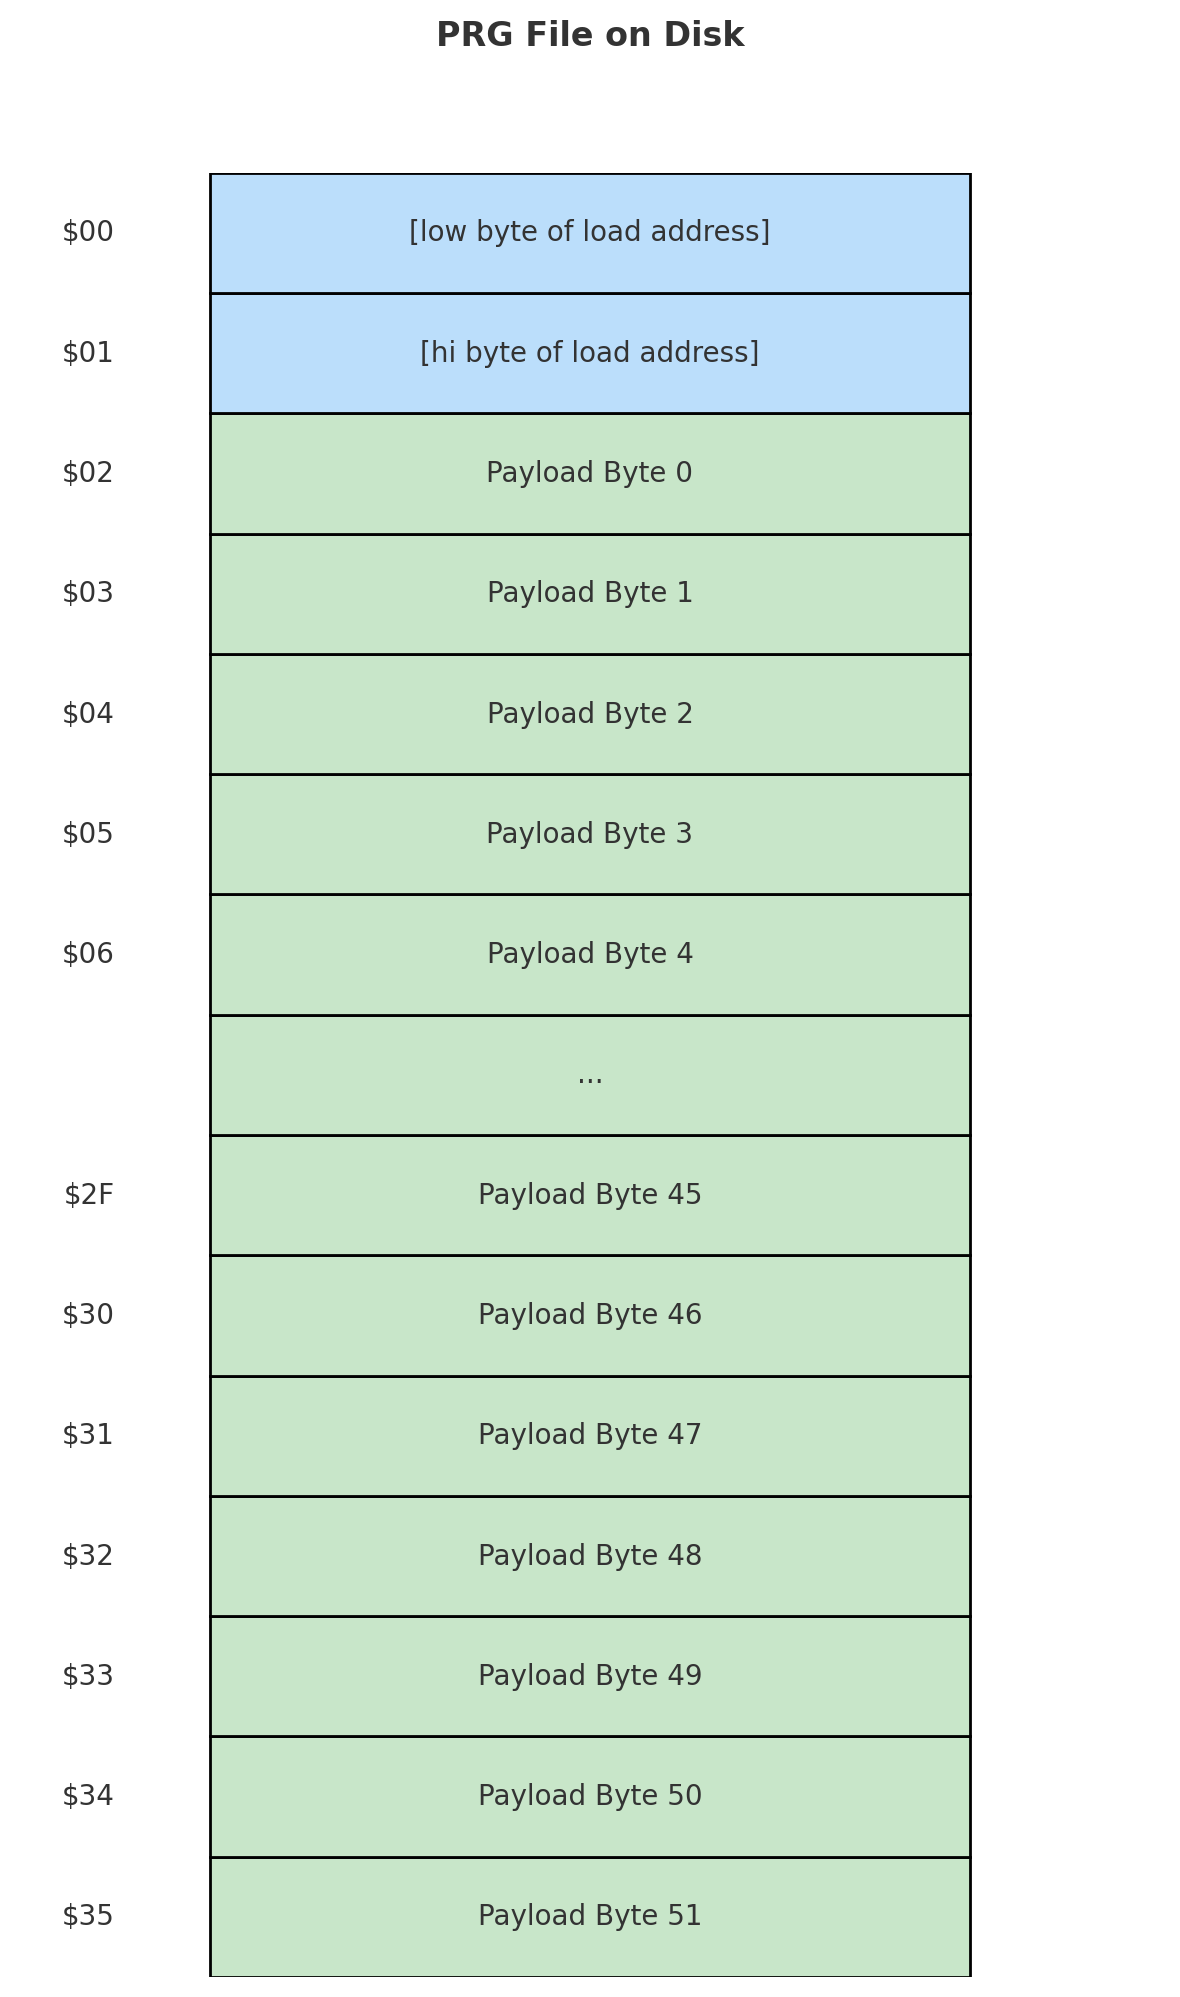 PRG File on Disk
$00 [low byte of load address]
$01 [hi byte of load address]
$02 Payload Byte 0
$03 Payload Byte 1
$04 Payload Byte 2
$05 Payload Byte 3
$06 Payload Byte 4
...
$2F Payload Byte 45
$30 Payload Byte 46
$31 Payload Byte 47
$32 Payload Byte 48
$33 Payload Byte 49
$34 Payload Byte 50
$35 Payload Byte 51